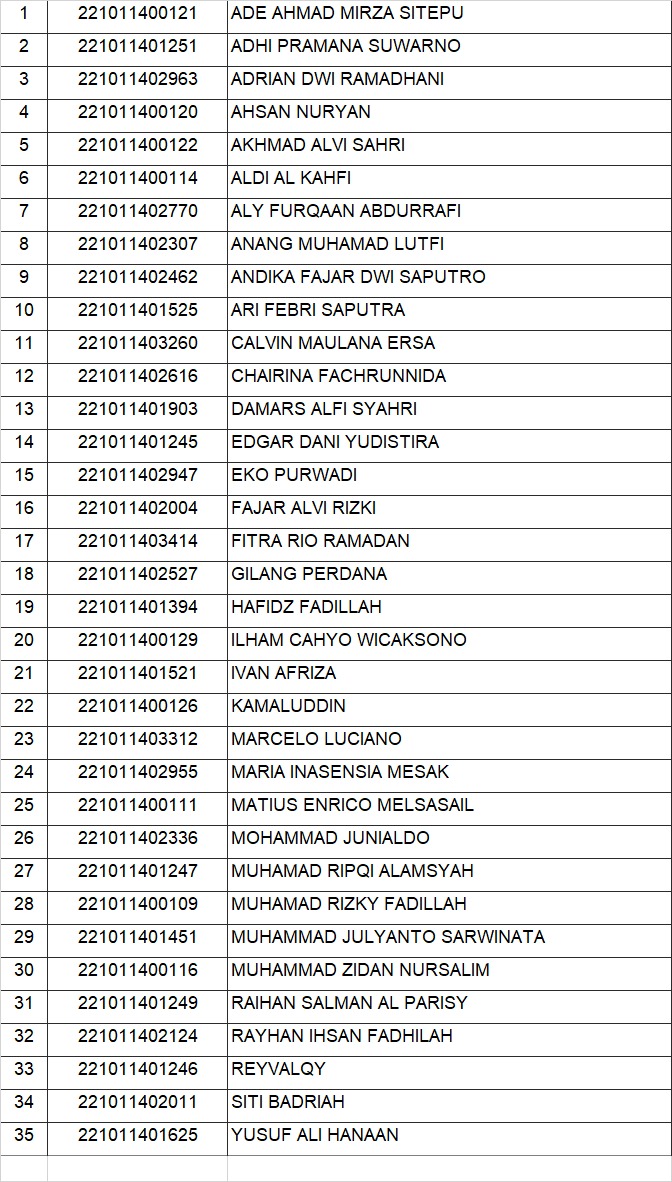 1 221011400121 ADE AHMAD MIRZA SITEPU
2 221011401251 ADHI PRAMANA SUWARNO
3 221011402963 ADRIAN DWI RAMADHANI
4 221011400120 AHSAN NURYAN
5 221011400122 AKHMAD ALVI SAHRI
6 221011400114 ALDI AL KAHFI
7 221011402770 ALY FURQAAN ABDURRAFI
8 221011402307 ANANG MUHAMAD LUTFI
9 221011402462 ANDIKA FAJAR DWI SAPUTRO
10 221011401525 ARI FEBRI SAPUTRA
11 221011403260 CALVIN MAULANA ERSA
12 221011402616 CHAIRINA FACHRUNNIDA
13 221011401903 DAMARS ALFI SYAHRI
14 221011401245 EDGAR DANI YUDISTIRA
15 221011402947 EKO PURWADI
16 221011402004 FAJAR ALVI RIZKI
17 221011403414 FITRA RIO RAMADAN
18 221011402527 GILANG PERDANA
19 221011401394 HAFIDZ FADILLAH
20 221011400129 ILHAM CAHYO WICAKSONO
21 221011401521 IVAN AFRIZA
22 221011400126 KAMALUDDIN
23 221011403312 MARCELO LUCIANO
24 221011402955 MARIA INASENSIA MESAK
25 221011400111 MATIUS ENRICO MELSASAIL
26 221011402336 MOHAMMAD JUNIALDO
27 221011401247 MUHAMAD RIPQI ALAMSYAH
28 221011400109 MUHAMAD RIZKY FADILLAH
29 221011401451 MUHAMMAD JULYANTO SARWINATA
30 221011400116 MUHAMMAD ZIDAN NURSALIM
31 221011401249 RAIHAN SALMAN AL PARISY
32 221011402124 RAYHAN IHSAN FADHILAH
33 221011401246 REYVALQY
34 221011402011 SITI BADRIAH
35 221011401625 YUSUF ALI HANAAN